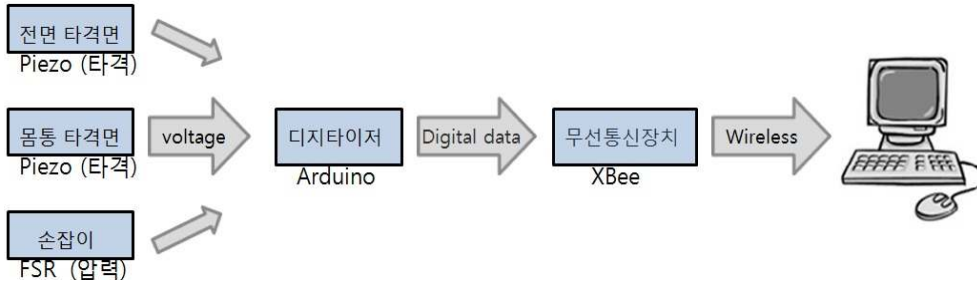 전면 타격면
Piezo (타격)
몸통 타격면
Piezo (타격)
손잡이
FSR (압력)
voltage
디지타이저
Arduino
Digital data
무선통신장치
XBee
Wireless